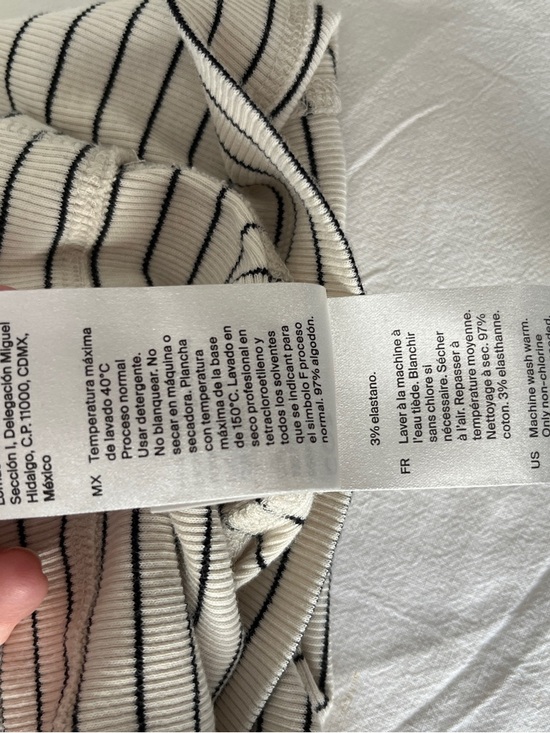 Sección I, Delegación Miguel
Hidalgo, C.P. 11000, CDMX,
México
MX Temperatura máxima
de lavado 40°C
Proceso normal
Usar detergente.
No blanquear. No
secar en máquina o
secadora. Plancha
con temperatura
máxima de la base
de 150°C. Lavado en
seco profesional en
tetracloroetileno y
todos los solventes
que se indicant para
el símbolo F proceso
normal. 97% algodón.
3% elastano.
FR Laver à la machine à
l'eau tiède. Blanchir
sans chlore si
nécessaire. Sécher
à l'air. Repasser à
température moyenne.
Nettoyage à sec. 97%
coton. 3% elasthanne.
US Machine wash warm.
Only non-chlorine